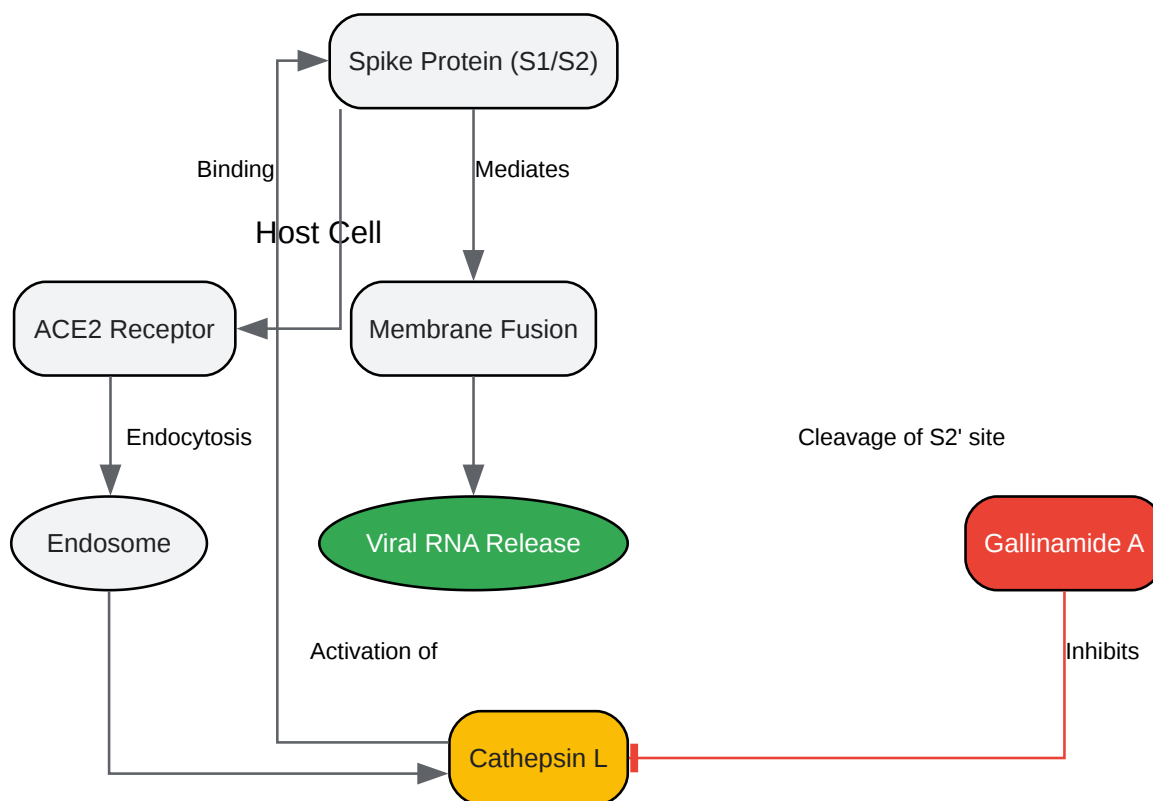 Spike Protein (S1/S2)
Binding
Mediates
Host Cell
ACE2 Receptor
Membrane Fusion
Endocytosis
Cleavage of S2' site
Endosome
Viral RNA Release
Gallinamide A
Activation of
Inhibits
Cathepsin L